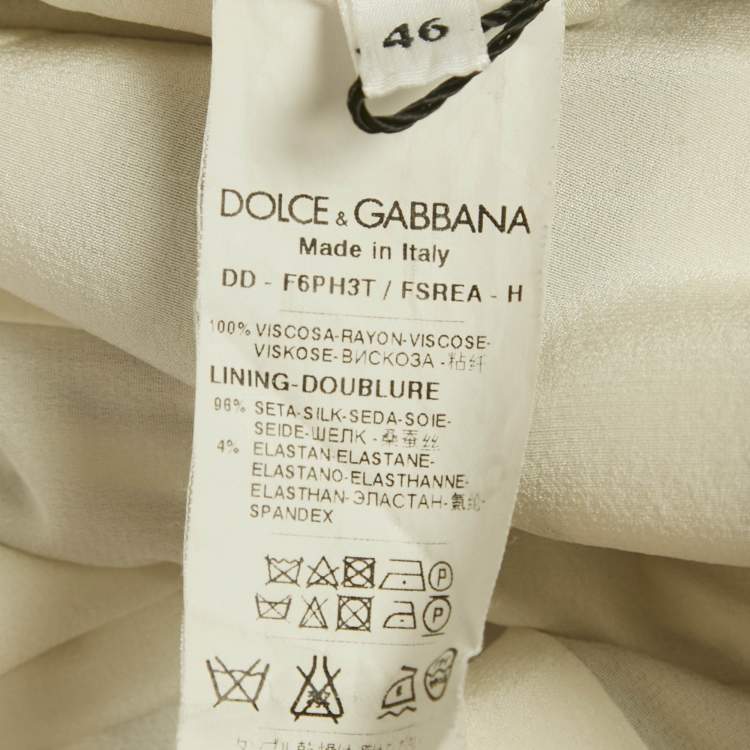 46
DOLCE & GABBANA
Made in Italy
DD - F6PH3T / FSREA - H
100% VISCOSA-RAYON-VISCOSE-
VISKOSE-ВИСКОЗА -粘纤
LINING-DOUBLURE
96% SETA-SILK-SEDA-SOIE-
SEIDE-ШЕЛК -桑蚕丝
4% ELASTAN-ELASTANE-
ELASTANO-ELASTHANNE-
ELASTHAN-ЭЛАСТАН-氨纶-
SPANDEX
P
P